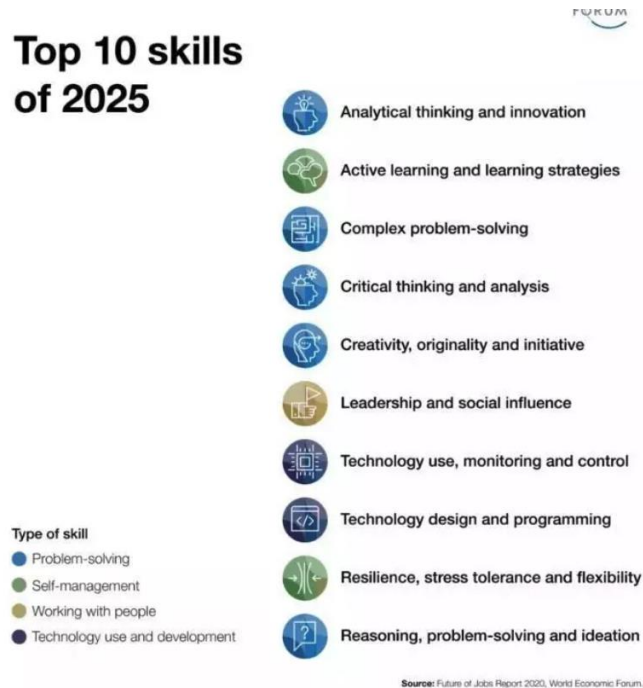 FORUM
Top 10 skills
of 2025
Analytical thinking and innovation
Active learning and learning strategies
Complex problem-solving
Critical thinking and analysis
Creativity, originality and initiative
Leadership and social influence
Technology use, monitoring and control
Technology design and programming
Resilience, stress tolerance and flexibility
Reasoning, problem-solving and ideation
Type of skill
Problem-solving
Self-management
Working with people
Technology use and development
Source: Future of Jobs Report 2020, World Economic Forum